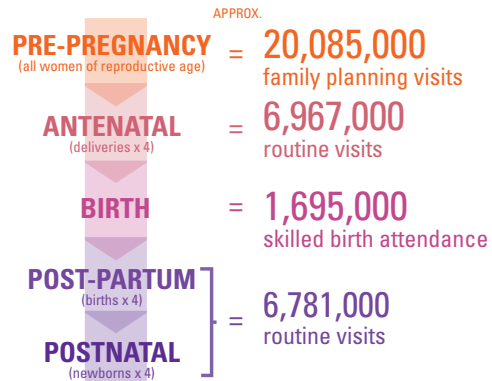 APPROX.
PRE-PREGNANCY
(all women of reproductive age)
= 20,085,000
family planning visits
ANTENATAL
(deliveries x 4)
= 6,967,000
routine visits
BIRTH
= 1,695,000
skilled birth attendance
POST-PARTUM
(births x 4)
POSTNATAL
(newborns x 4)
= 6,781,000
routine visits